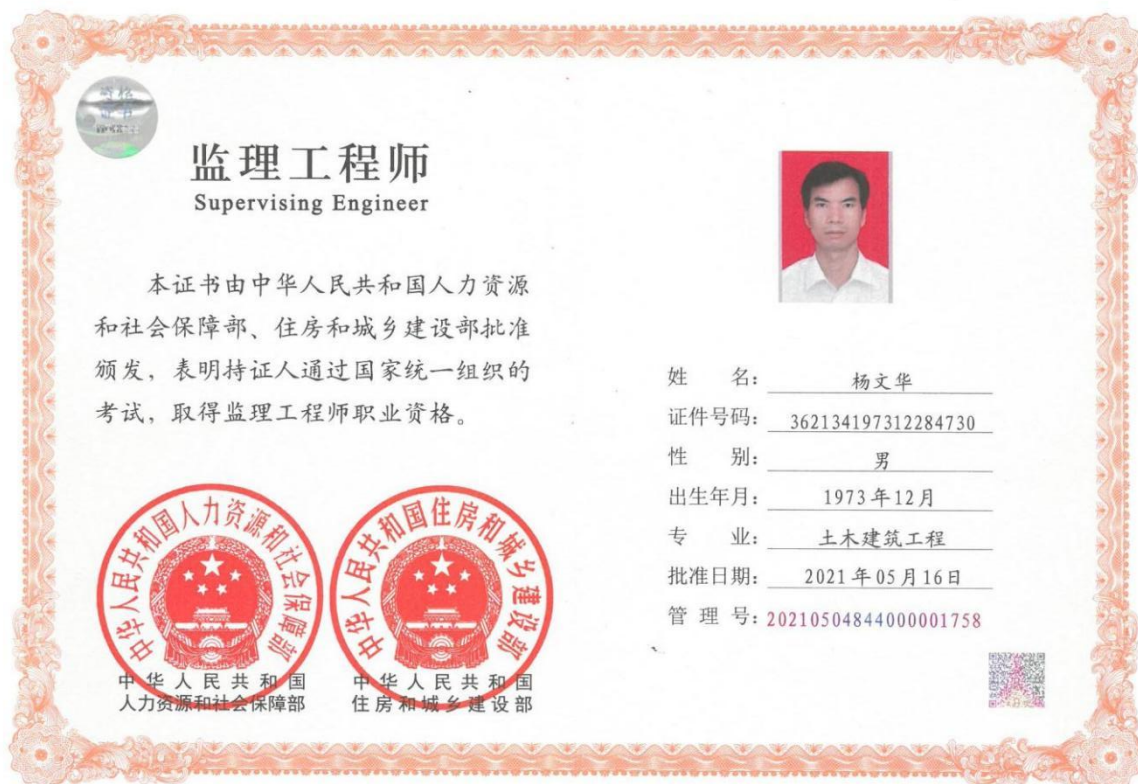 监理工程师
Supervising Engineer
本证书由中华人民共和国人力资源
和社会保障部、住房和城乡建设部批准
颁发，表明持证人通过国家统一组织的
考试，取得监理工程师职业资格。
中华人民共和国人力资源和社会保障部
中华人民共和国
人力资源和社会保障部
中华人民共和国住房和城乡建设部
中华人民共和国
住房和城乡建设部
姓 名： 杨文华
证件号码： 362134197312284730
性 别： 男
出生年月： 1973年12月
专 业： 土木建筑工程
批准日期： 2021年05月16日
管 理 号： 20210504844000001758